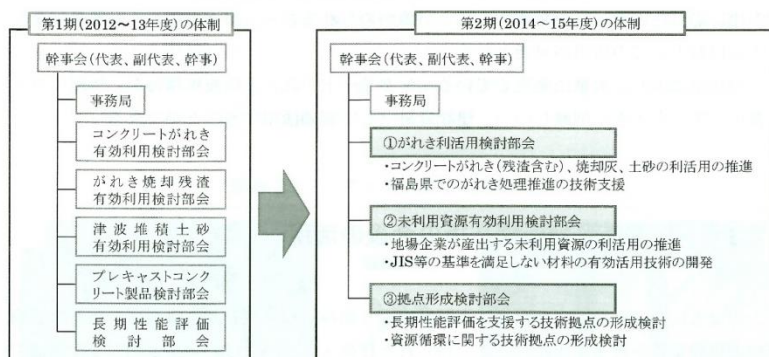 第1期（2012～13年度）の体制
幹事会（代表、副代表、幹事）
事務局
コンクリートがれき
有効利用検討部会
がれき焼却残渣
有効利用検討部会
津波堆積土砂
有効利用検討部会
プレキャストコンク
リート製品検討部会
長期性能評価
検討部会
第2期（2014～15年度）の体制
幹事会（代表、副代表、幹事）
事務局
①がれき利活用検討部会
・コンクリートがれき（残渣含む）、焼却灰、土砂の利活用の推進
・福島県でのがれき処理推進の技術支援
②未利用資源有効利用検討部会
・地場企業が産出する未利用資源の利活用の推進
・JIS等の基準を満足しない材料の有効活用技術の開発
③拠点形成検討部会
・長期性能評価を支援する技術拠点の形成検討
・資源循環に関する技術拠点の形成検討